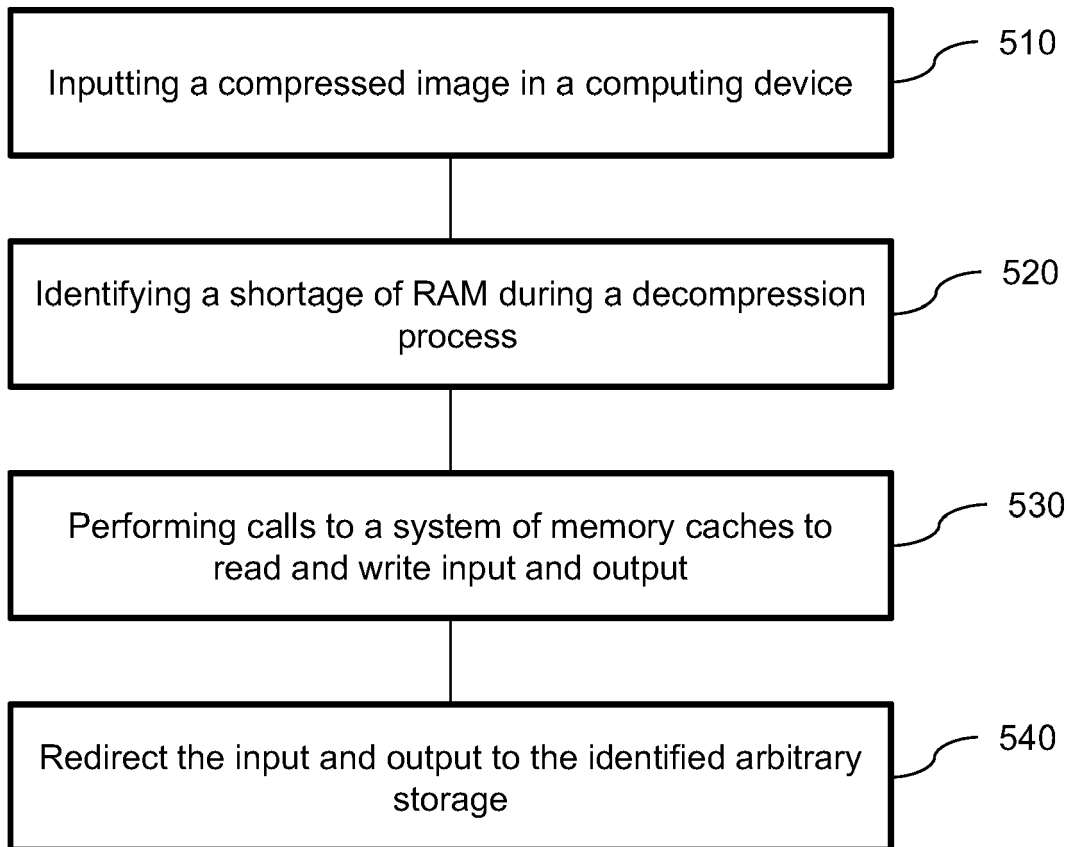 Inputting a compressed image in a computing device
510
Identifying a shortage of RAM during a decompression
process
520
Performing calls to a system of memory caches to
read and write input and output
530
Redirect the input and output to the identified arbitrary
storage
540